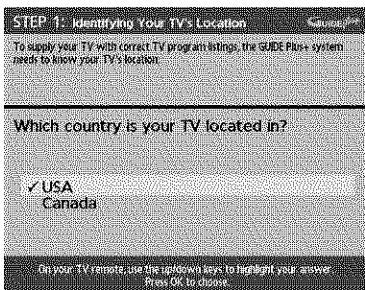 STEP 1: Identifying Your TV's Location GUIDE Plus+
To supply your TV with correct TV program listings, the GUIDE Plus+ system
needs to know your TV's location.
Which country is your TV located in?
✓ USA
Canada
On your TV remote, use the up/down keys to highlight your answer.
Press OK to choose.